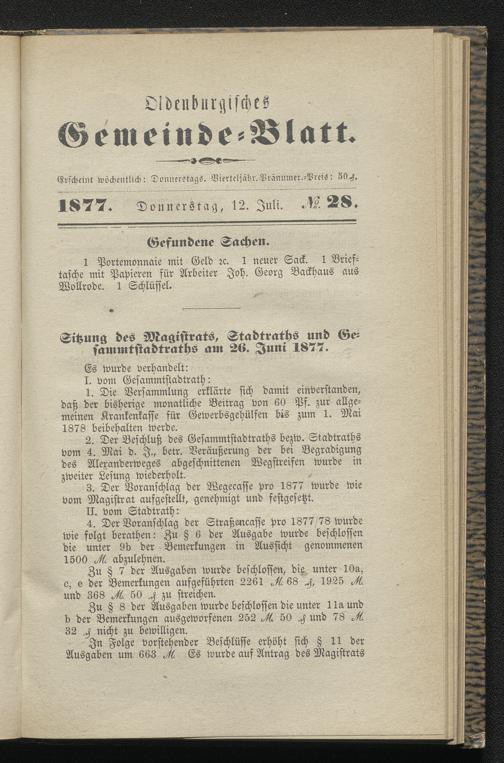 Oldenburgisches
Gemeinde-Blatt.
Erscheint wöchentlich: Donnerstags. Vierteljähr. Pränumer.-Preis: 50 ₰.
1877. Donnerstag, 12. Juli. № 28.
Gefundene Sachen.
1 Portemonnaie mit Geld ꝛc. 1 neuer Sack. 1 Brief-
tasche mit Papieren für Arbeiter Joh. Georg Backhaus aus
Wollrode. 1 Schlüssel.
Sitzung des Magistrats, Stadtraths und Ge-
sammtstadtraths am 26. Juni 1877.
Es wurde verhandelt:
I. vom Gesammtstadtrath:
1. Die Versammlung erklärte sich damit einverstanden,
daß der bisherige monatliche Beitrag von 60 Pf. zur allge-
meinen Krankenkasse für Gewerbsgehülfen bis zum 1. Mai
1878 beibehalten werde.
2. Der Beschluß des Gesammtstadtraths bezw. Stadtraths
vom 4. Mai d. J., betr. Veräußerung der bei Begradigung
des Alexanderweges abgeschnittenen Wegstreifen wurde in
zweiter Lesung wiederholt.
3. Der Voranschlag der Wegecasse pro 1877 wurde wie
vom Magistrat aufgestellt, genehmigt und festgesetzt.
II. vom Stadtrath:
4. Der Voranschlag der Straßencasse pro 1877/78 wurde
wie folgt berathen: Zu § 6 der Ausgabe wurde beschlossen
die unter 9b der Bemerkungen in Aussicht genommenen
1500 ℳ abzulehnen.
Zu § 7 der Ausgaben wurde beschlossen, die unter 10a,
c, e der Bemerkungen aufgeführten 2261 ℳ 68 ₰, 1925 ℳ
und 368 ℳ 50 ₰ zu streichen.
Zu § 8 der Ausgaben wurde beschlossen die unter 11a und
b der Bemerkungen ausgeworfenen 252 ℳ 50 ₰ und 78 ℳ
32 ₰ nicht zu bewilligen.
In Folge vorstehender Beschlüsse erhöht sich § 11 der
Ausgaben um 663 ℳ Es wurde auf Antrag des Magistrats